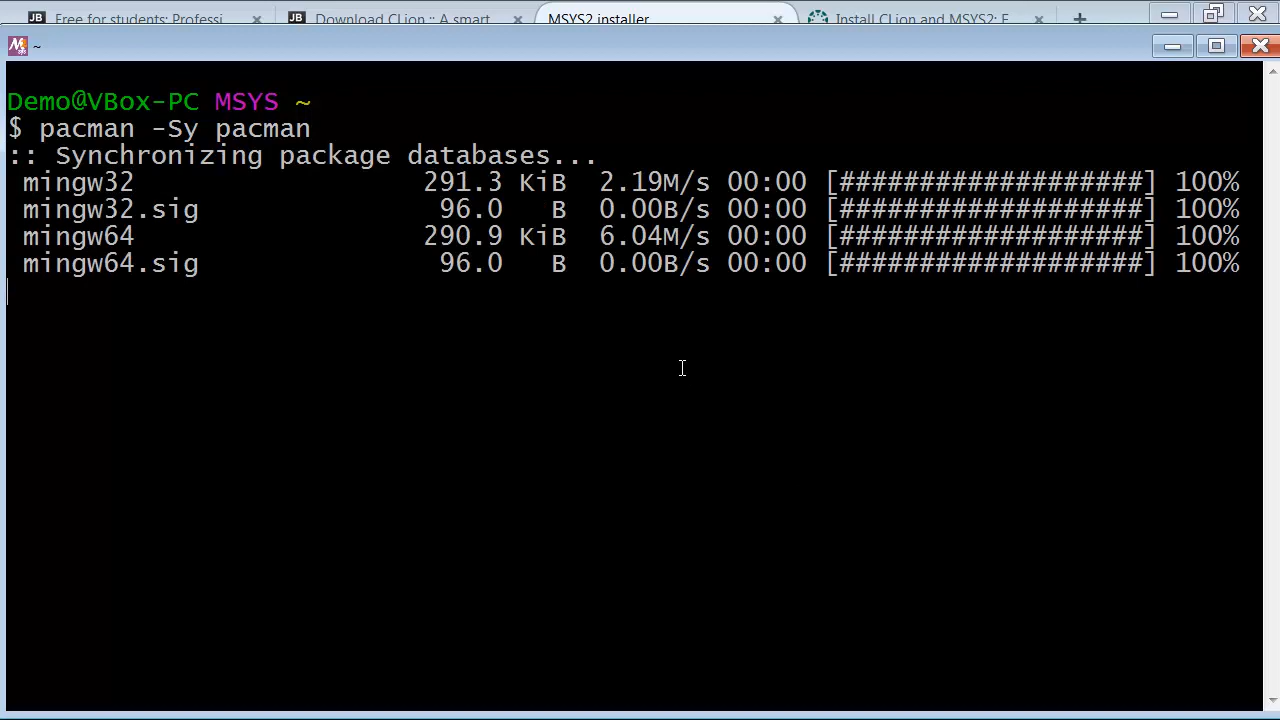 Free for students: Professi
Download CLion :: A smart
MSYS2 installer
Install CLion and MSYS2: F
~
Demo@VBox-PC MSYS ~
$ pacman -Sy pacman
:: Synchronizing package databases...
mingw32 291.3 KiB 2.19M/s 00:00 [###################] 100%
mingw32.sig 96.0 B 0.00B/s 00:00 [###################] 100%
mingw64 290.9 KiB 6.04M/s 00:00 [###################] 100%
mingw64.sig 96.0 B 0.00B/s 00:00 [###################] 100%